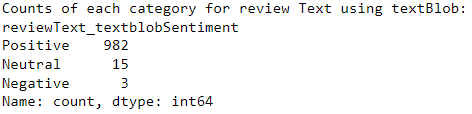 Counts of each category for review Text using textBlob:
reviewText_textblobSentiment
Positive    982
Neutral      15
Negative      3
Name: count, dtype: int64